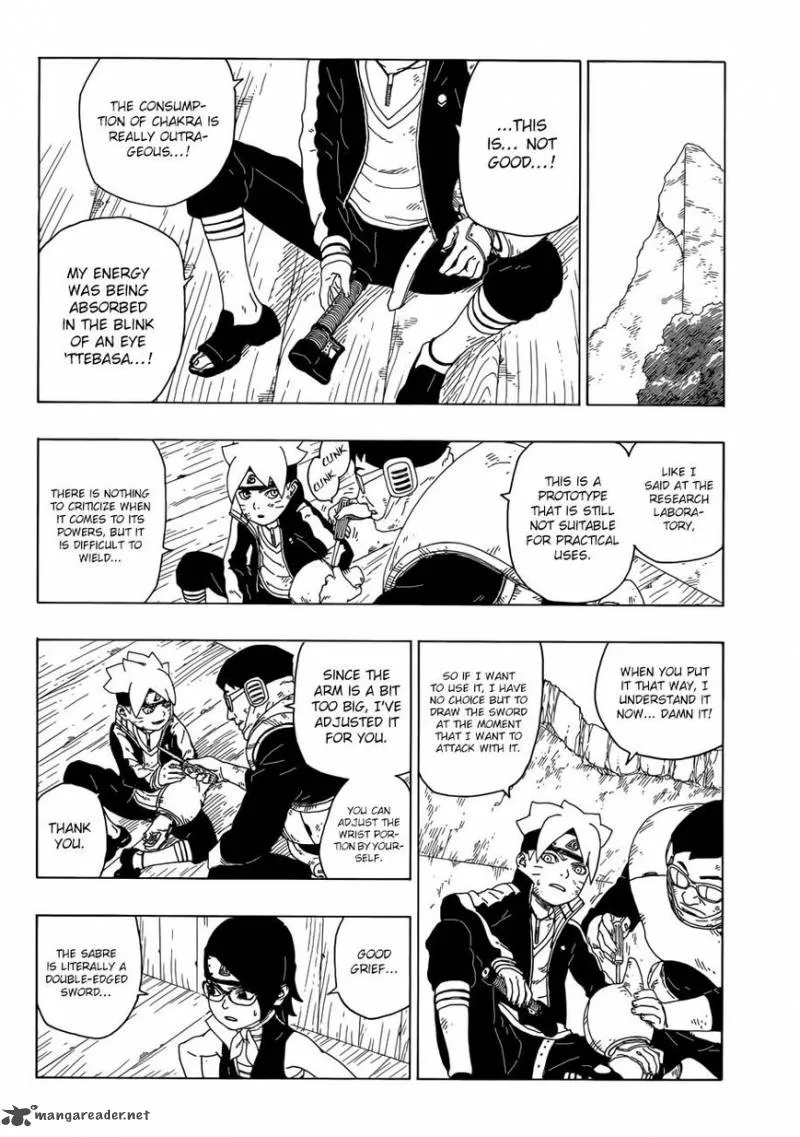 ...THIS
IS... NOT
GOOD...!
THE CONSUMP-
TION OF CHAKRA IS
REALLY OUTRA-
GEOUS...!
MY ENERGY
WAS BEING
ABSORBED
IN THE BLINK
OF AN EYE
'TTEBASA...!
LIKE I
SAID AT THE
RESEARCH
LABORA-
TORY,
THIS IS A
PROTOTYPE
THAT IS STILL
NOT SUITABLE
FOR PRACTICAL
USES.
CLINK
CLINK
THERE IS NOTHING
TO CRITICIZE WHEN
IT COMES TO ITS
POWERS, BUT IT
IS DIFFICULT TO
WIELD...
WHEN YOU PUT
IT THAT WAY, I
UNDERSTAND IT
NOW... DAMN IT!
SO IF I WANT
TO USE IT, I HAVE
NO CHOICE BUT TO
DRAW THE SWORD
AT THE MOMENT
THAT I WANT TO
ATTACK WITH IT.
SINCE THE
ARM IS A BIT
TOO BIG, I'VE
ADJUSTED IT
FOR YOU.
YOU CAN
ADJUST THE
WRIST POR-
TION BY YOUR-
SELF.
THANK
YOU.
GOOD
GRIEF...
THE SABRE
IS LITERALLY A
DOUBLE-EDGED
SWORD...
mangareader.net